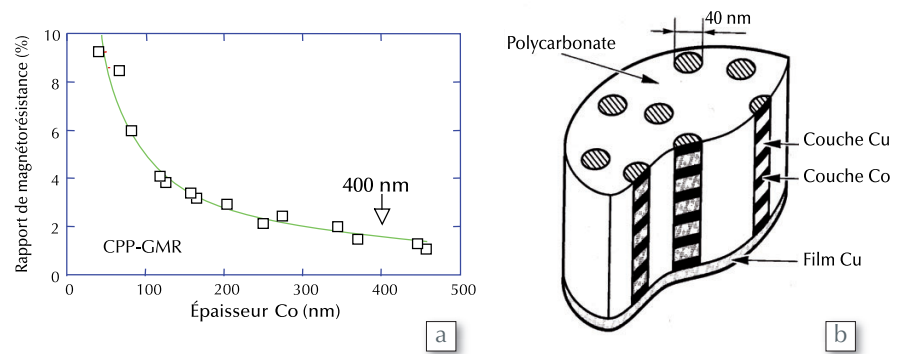 Rapport de magnétorésistance (%)
10
8
6
4
2
0
400 nm
CPP-GMR
0
100
200
300
400
500
Épaisseur Co (nm)
a
40 nm
Polycarbonate
Couche Cu
Couche Co
Film Cu
b